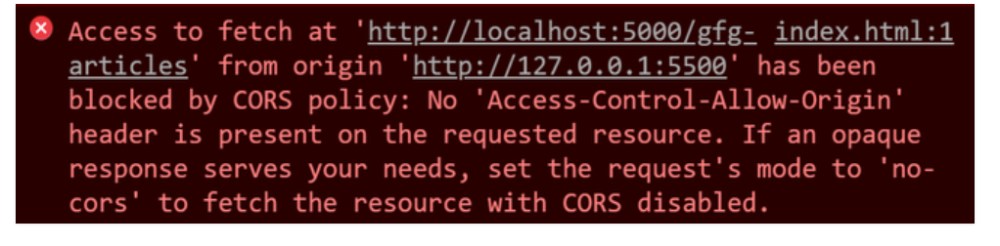 Access to fetch at 'http://localhost:5000/gfg- index.html:1
articles' from origin 'http://127.0.0.1:5500' has been
blocked by CORS policy: No 'Access-Control-Allow-Origin'
header is present on the requested resource. If an opaque
response serves your needs, set the request's mode to 'no-
cors' to fetch the resource with CORS disabled.